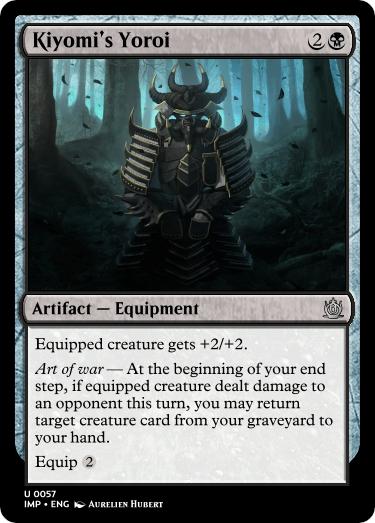 Kiyomi's Yoroi 2
Artifact — Equipment
Equipped creature gets +2/+2.
Art of war — At the beginning of your end
step, if equipped creature dealt damage to
an opponent this turn, you may return
target creature card from your graveyard to
your hand.
Equip 2
U 0057
IMP • ENG Aurelien Hubert